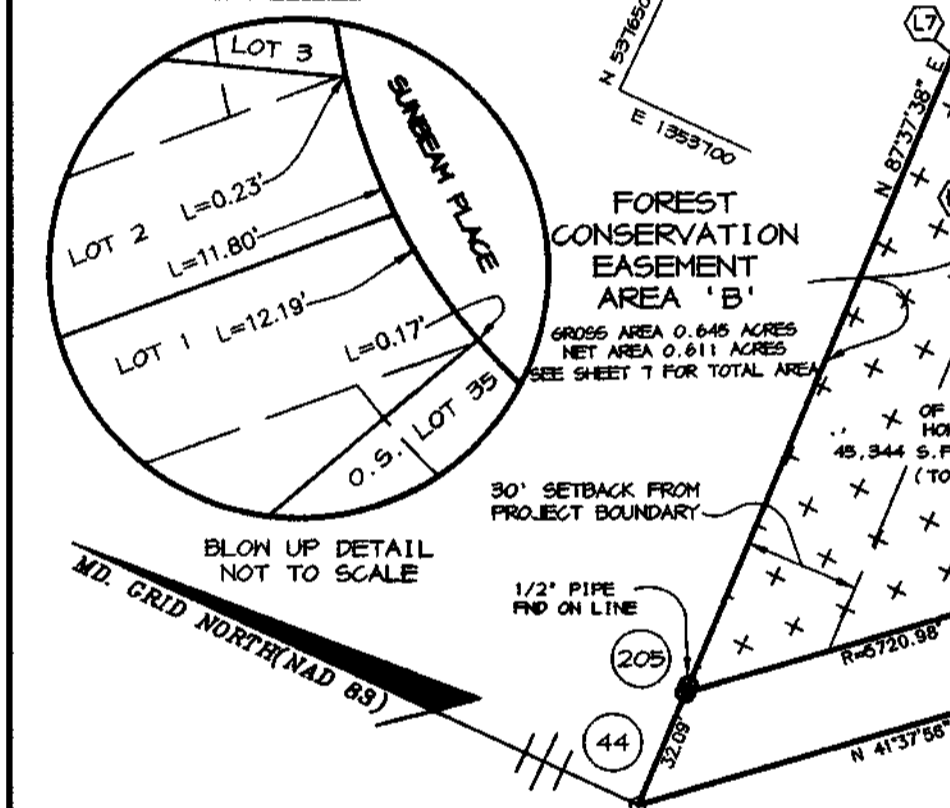 LOT 3
SUNBEAM PLACE
LOT 2
L=0.23'
L=11.80'
LOT 1
L=12.19'
L=0.17'
O.S. LOT 35
BLOW UP DETAIL
NOT TO SCALE
N 537650
E 1353700
L7
N 87°37'38" E
FOREST
CONSERVATION
EASEMENT
AREA 'B'
GROSS AREA 0.645 ACRES
NET AREA 0.611 ACRES
SEE SHEET 7 FOR TOTAL AREA
OF
45,344 S.F
(TO
30' SETBACK FROM
PROJECT BOUNDARY
1/2" PIPE
FND ON LINE
205
R=5720.98'
44
32.09'
N 41°37'56"
MD. GRID NORTH(NAD 83)